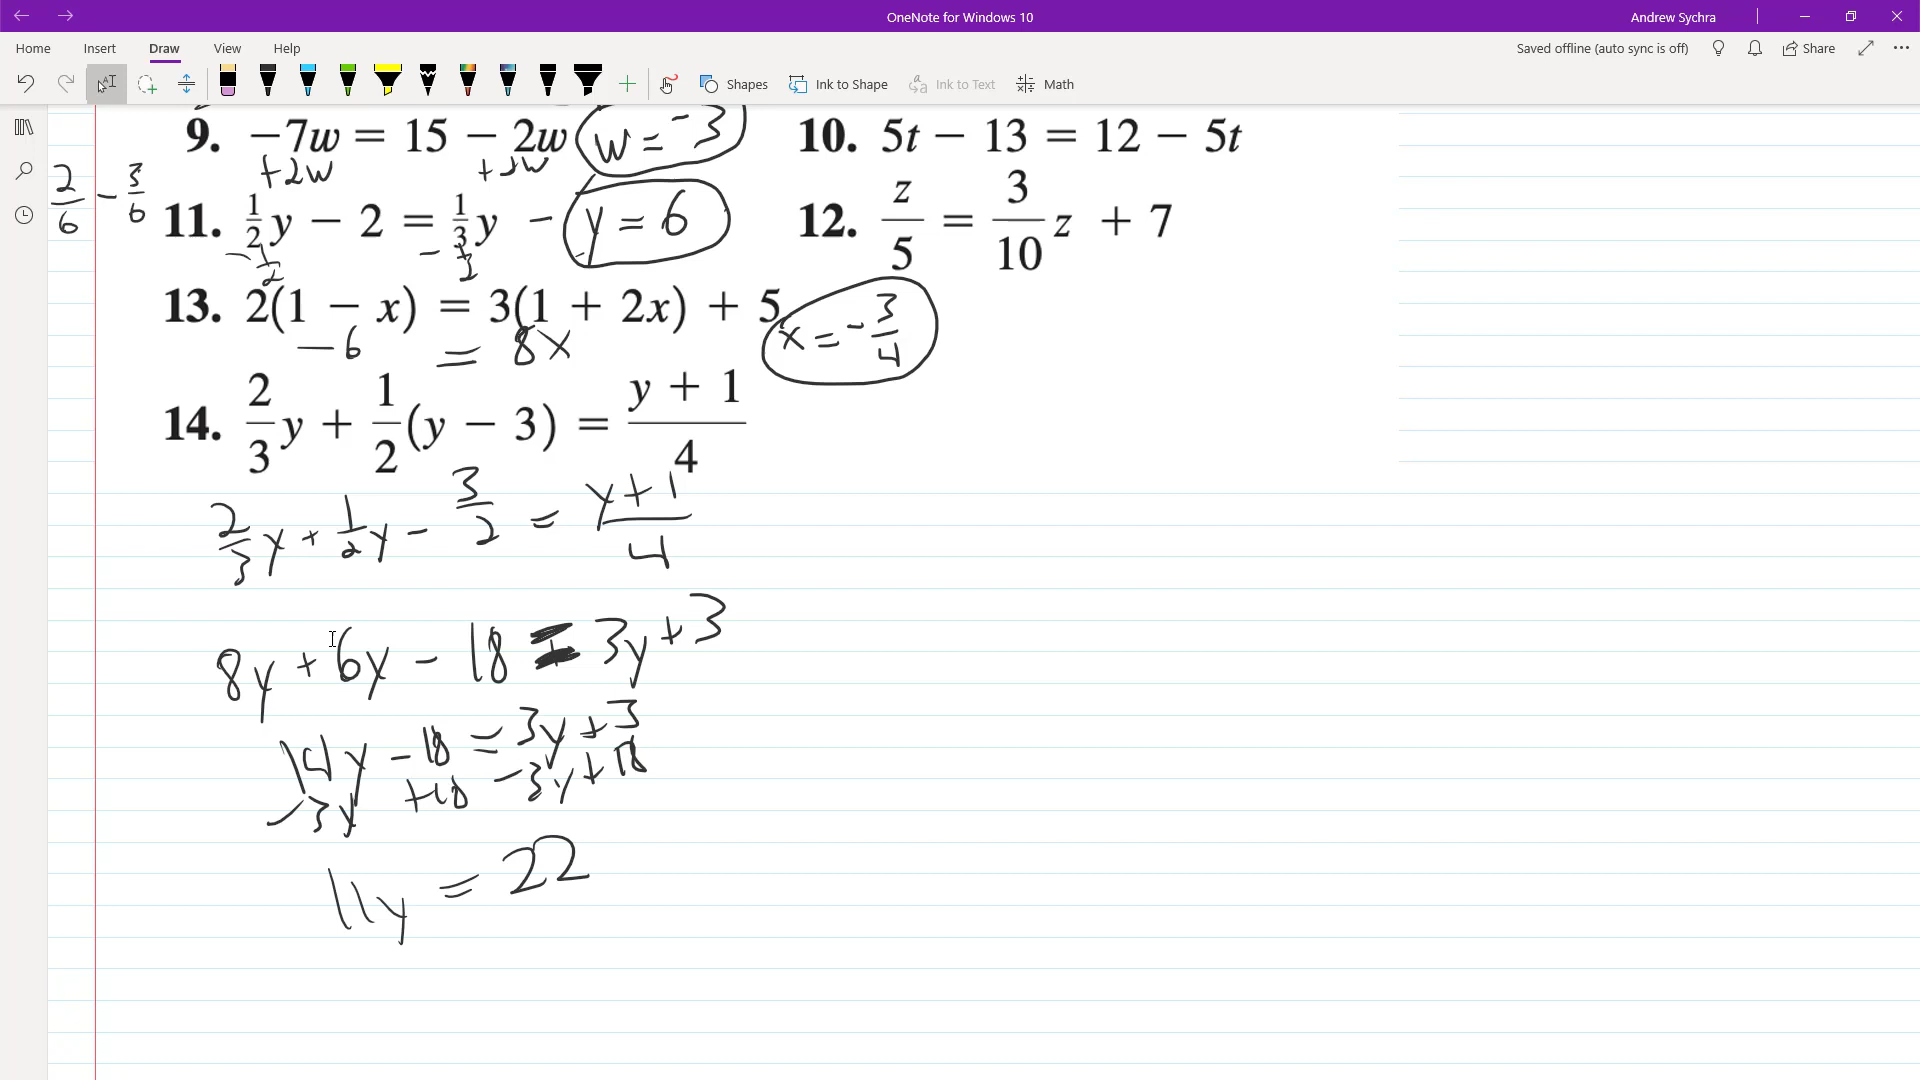 OneNote for Windows 10
Andrew Sychra
Home Insert Draw View Help
Saved offline (auto sync is off) Share
Shapes Ink to Shape Ink to Text Math
9. −7w = 15 − 2w w = -3
+2w +2w
10. 5t − 13 = 12 − 5t
2/6 - 3/6
11. 1/2 y − 2 = 1/3 y - y = 6
- 1/2 - 1/2
12. z/5 = 3/10 z + 7
13. 2(1 − x) = 3(1 + 2x) + 5 x = - 3/4
-6 = 8x
14. 2/3 y + 1/2 (y − 3) = y + 1/4
2/3 y + 1/2 y - 3/2 = y+1/4
8y + 6y - 18 = 3y + 3
14y - 18 = 3y + 3
-3y +18 -3y + 18
11y = 22